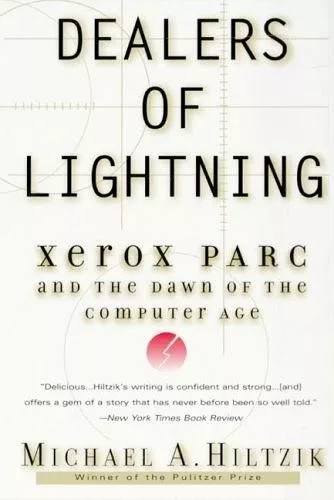 DEALERS
OF
LIGHTNING
XEROX PARC
AND THE DAWN OF THE
COMPUTER AGE
"Delicious...Hiltzik's writing is confident and strong...[and]
offers a gem of a story that has never before been so well told."
—New York Times Book Review
MICHAEL A. HILTZIK
Winner of the Pulitzer Prize